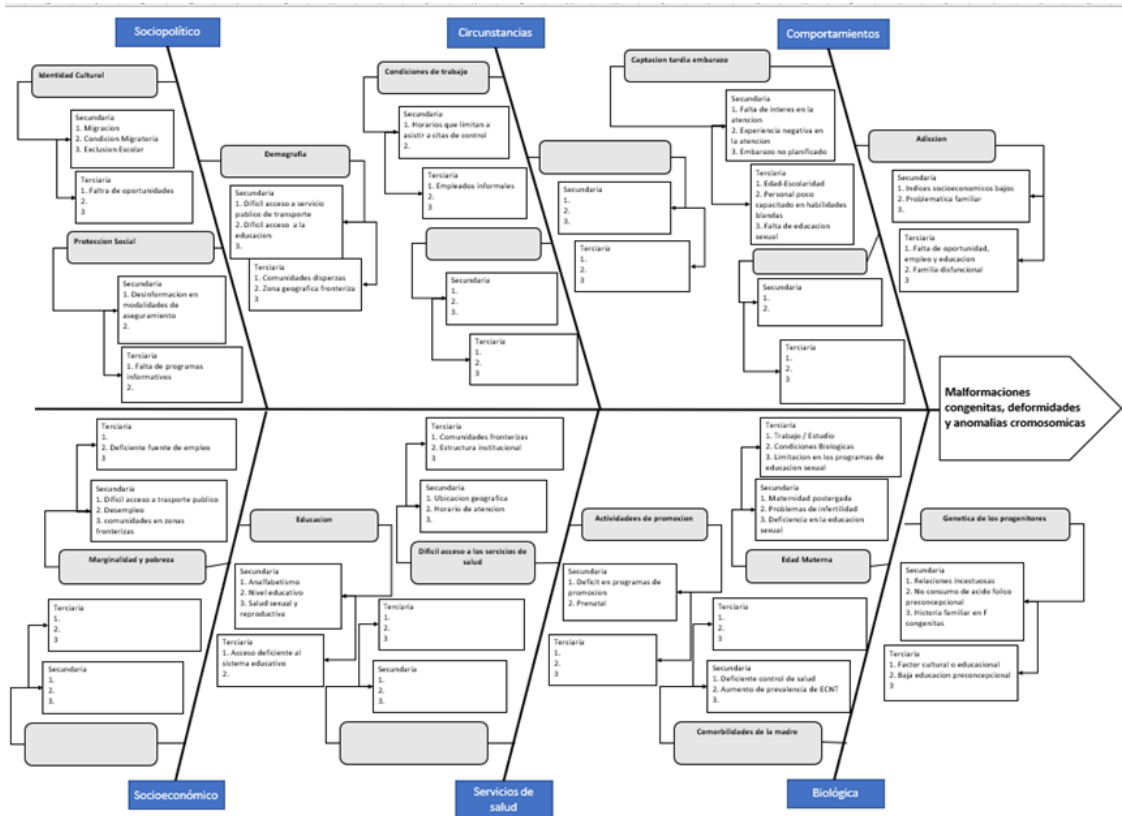 Sociopolítico
Circunstancias
Comportamientos
Identidad Cultural
Secundaria
1. Migracion
2. Condicion Migratoria
3. Exclusion Escolar
Terciaria
1. Faltra de oportunidades
2.
3
Demografia
Secundaria
1. Dificil acceso a servicio
publico de transporte
2. Dificil acceso a la
educacion
3.
Terciaria
1. Comunidades disperzas
2. Zona geografica fronteriza
3
Proteccion Social
Secundaria
1. Desinformacion en
modalidades de
aseguramiento
2.
Terciaria
1. Falta de programas
informativos
2.
Condiciones de trabajo
Secundaria
1. Horarios que limitan a
asistir a citas de control
2.
Terciaria
1. Empleados informales
2.
3
Secundaria
1.
2.
3.
Terciaria
1.
2.
3
Secundaria
1.
2.
3.
Terciaria
1.
2.
3
Captacion tardia embarazo
Secundaria
1. Falta de interes en la
atencion
2. Experiencia negativa en
la atencion
3. Embarazo no planificado
Terciaria
1. Edad-Escolaridad
2. Personal poco
capacitado en habilidades
blandas
3. Falta de educacion
sexual
Adiccion
Secundaria
1. Indices socioeconomicos bajos
2. Problematica familiar
3.
Terciaria
1. Falta de oportunidad,
empleo y educacion
2. Familia disfuncional
3
Secundaria
1.
2.
Terciaria
1.
2.
3
Malformaciones
congenitas, deformidades
y anomalias cromosomicas
Terciaria
1.
2. Deficiente fuente de empleo
3
Secundaria
1. Dificil acceso a trasporte publico
2. Desempleo
3. comunidades en zonas
fronterizas
Marginalidad y pobreza
Educacion
Secundaria
1. Analfabetismo
2. Nivel educativo
3. Salud sexual y
reproductiva
Terciaria
1. Acceso deficiente al
sistema educativo
2.
Terciaria
1.
2.
3
Secundaria
1.
2.
3.
Terciaria
1. Comunidades fronterizas
2. Estructura institucional
3
Secundaria
1. Ubicacion geografica
2. Horario de atencion
3.
Dificil acceso a los servicios de
salud
Actividadees de promocion
Secundaria
1. Deficit en programas de
promocion
2. Prenatal
Terciaria
1.
2.
3
Terciaria
1.
2.
3
Secundaria
1.
2.
3.
Terciaria
1. Trabajo / Estudio
2. Condiciones Biologicas
3. Limitacion en los programas de
educacion sexual
Secundaria
1. Maternidad postergada
2. Problemas de infertilidad
3. Deficiencia en la educacion
sexual
Edad Materna
Genetica de los progenitores
Secundaria
1. Relaciones incestuosas
2. No consumo de acido folico
preconcepcional
3. Historia familiar en F
congenitas
Terciaria
1. Factor cultural o educacional
2. Baja educacion preconcepcional
3
Terciaria
1.
2.
3
Secundaria
1. Deficiente control de salud
2. Aumento de prevalencia de ECNT
3.
Comorbilidades de la madre
Socioeconómico
Servicios de
salud
Biológica